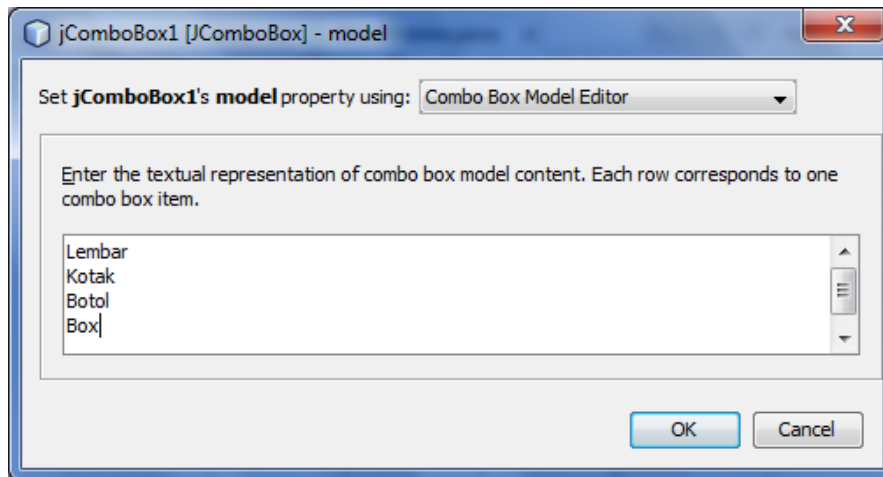 jComboBox1 [JComboBox] - model
Set jComboBox1's model property using: Combo Box Model Editor
Enter the textual representation of combo box model content. Each row corresponds to one
combo box item.
Lembar
Kotak
Botol
Box
OK Cancel